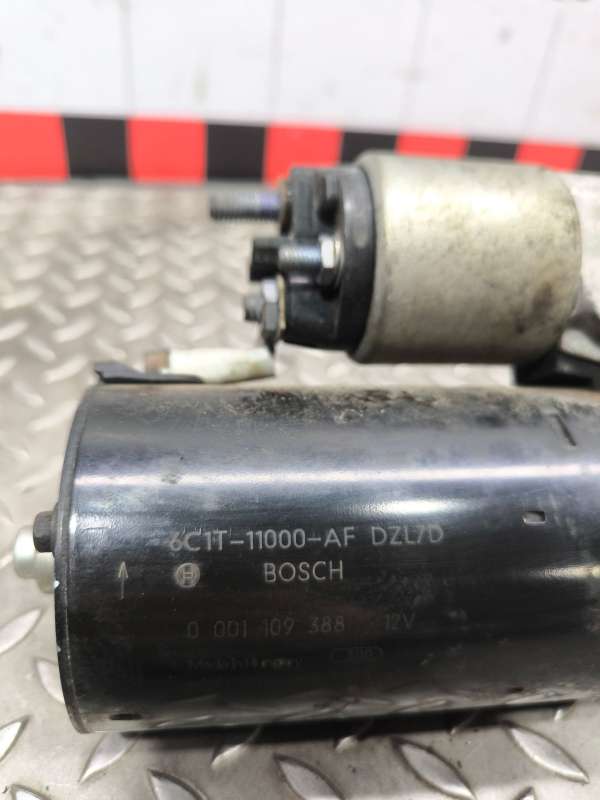 6C1T-11000-AF DZL7D
BOSCH
0 001 109 388 12V